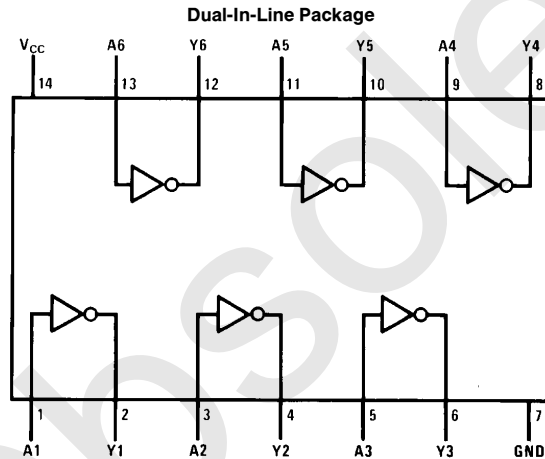 Dual-In-Line Package
VCC A6 Y6 A5 Y5 A4 Y4
14 13 12 11 10 9 8
1 2 3 4 5 6 7
A1 Y1 A2 Y2 A3 Y3 GND